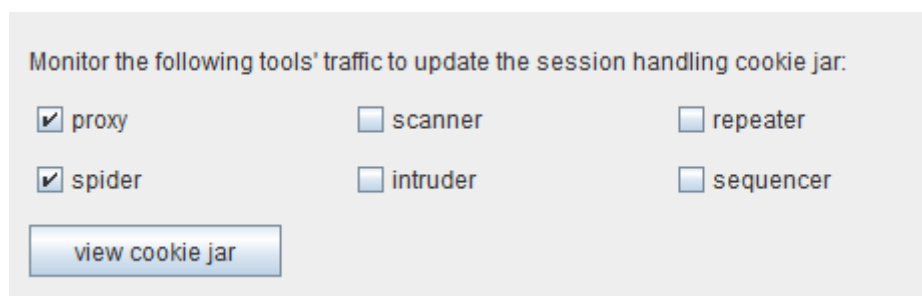 Monitor the following tools' traffic to update the session handling cookie jar:
proxy scanner repeater
spider intruder sequencer
view cookie jar